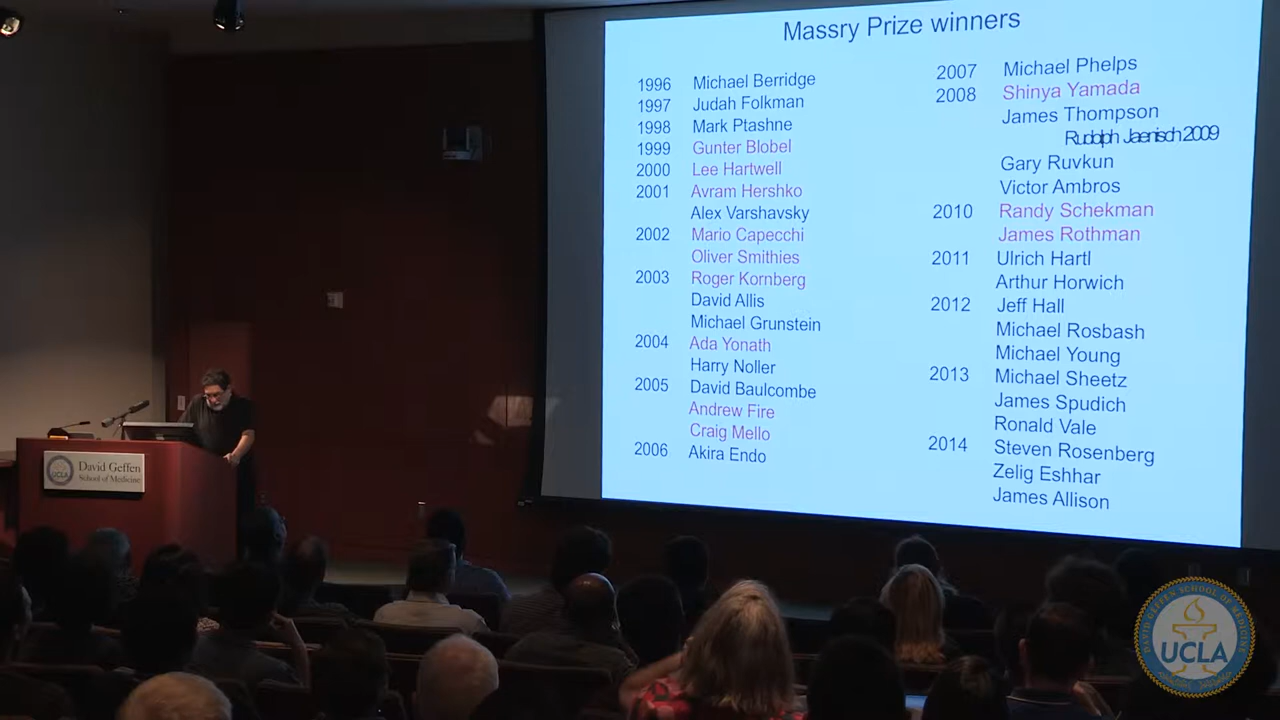 Massry Prize winners
1996 Michael Berridge
1997 Judah Folkman
1998 Mark Ptashne
1999 Gunter Blobel
2000 Lee Hartwell
2001 Avram Hershko
Alex Varshavsky
2002 Mario Capecchi
Oliver Smithies
2003 Roger Kornberg
David Allis
Michael Grunstein
2004 Ada Yonath
Harry Noller
2005 David Baulcombe
Andrew Fire
Craig Mello
2006 Akira Endo
2007 Michael Phelps
2008 Shinya Yamada
James Thompson
Rudolph Jaenisch 2009
Gary Ruvkun
Victor Ambros
2010 Randy Schekman
James Rothman
2011 Ulrich Hartl
Arthur Horwich
2012 Jeff Hall
Michael Rosbash
Michael Young
2013 Michael Sheetz
James Spudich
Ronald Vale
2014 Steven Rosenberg
Zelig Eshhar
James Allison
UCLA
David Geffen
School of Medicine
DAVID GEFFEN SCHOOL OF MEDICINE
UCLA